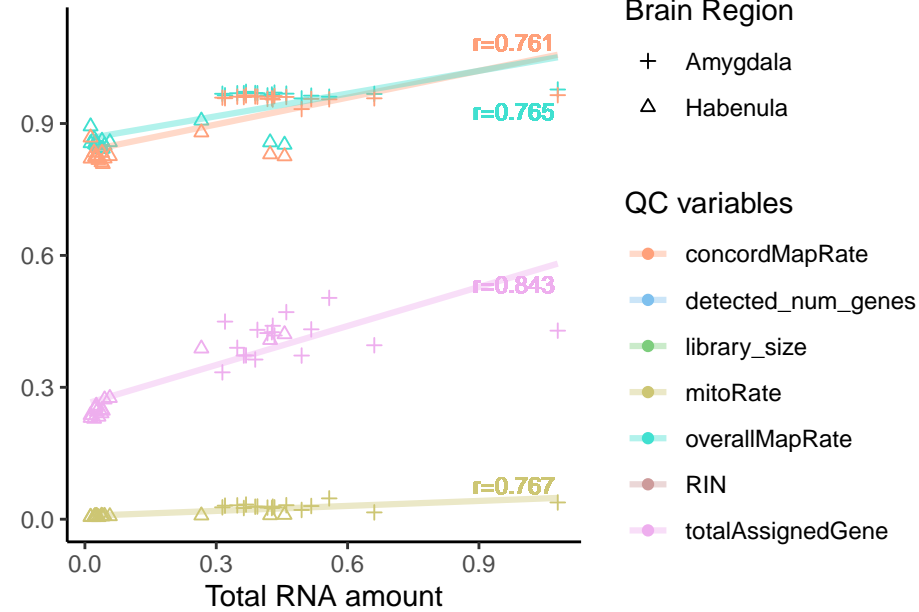 r=0.761
0.9
r=0.765
0.6
r=0.843
0.3
r=0.767
0.0
0.0 0.3 0.6 0.9
Total RNA amount
Brain Region
Amygdala
Habenula
QC variables
concordMapRate
detected_num_genes
library_size
mitoRate
overallMapRate
RIN
totalAssignedGene